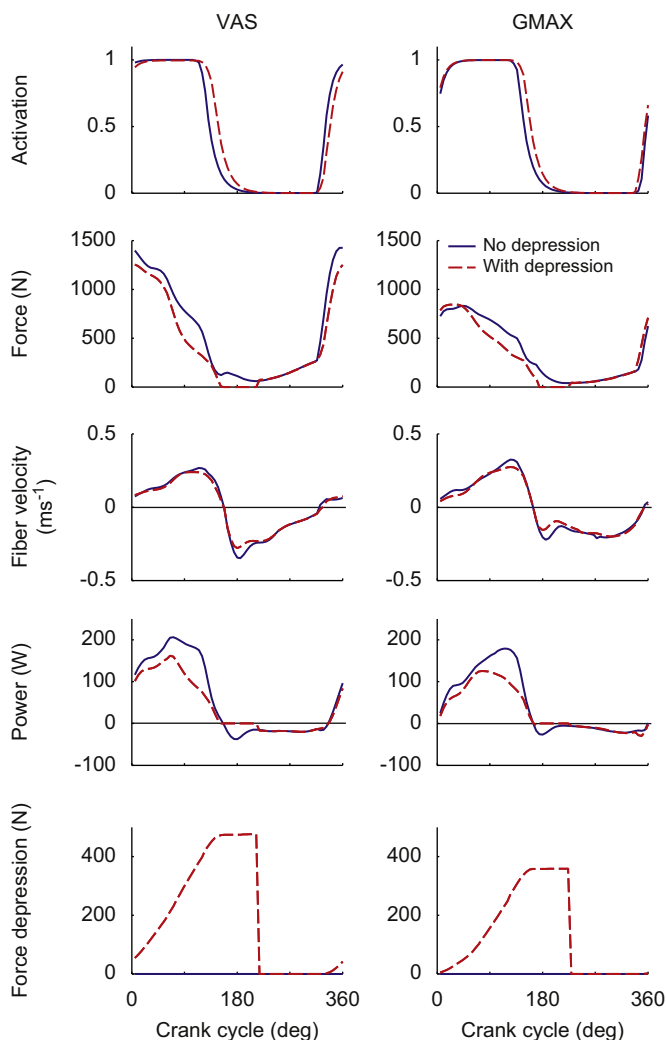 VAS GMAX
Activation
1 1
0.5 0.5
0 0
Force (N)
1500 1500
1000 1000
500 500
0 0
No depression
With depression
Fiber velocity
(ms-1)
0.5 0.5
0 0
-0.5 -0.5
Power (W)
200 200
100 100
0 0
-100 -100
Force depression (N)
400 400
200 200
0 0
0 180 360 0 180 360
Crank cycle (deg) Crank cycle (deg)